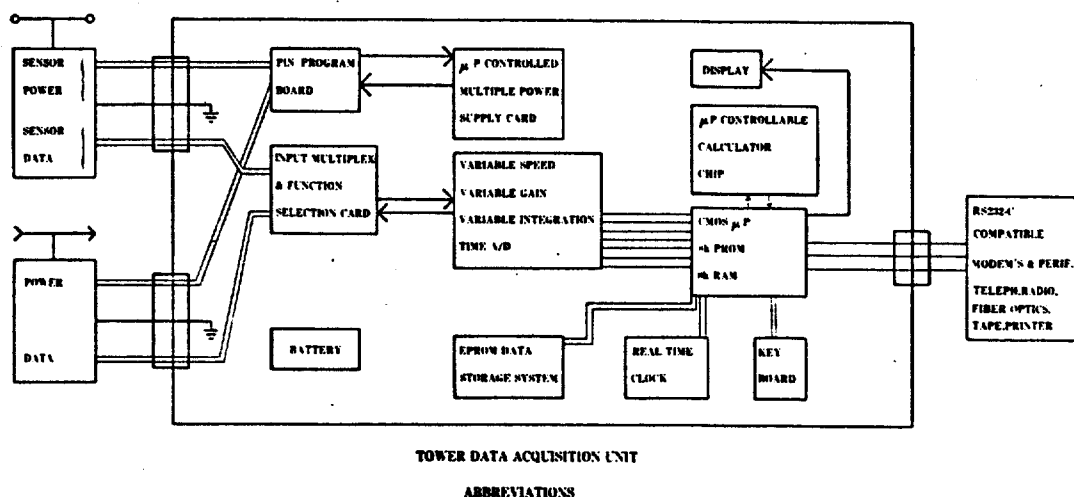 SENSOR
POWER
SENSOR
DATA
PIN PROGRAM
BOARD
μP CONTROLLED
MULTIPLE POWER
SUPPLY CARD
DISPLAY
μP CONTROLLABLE
CALCULATOR
CHIP
INPUT MULTIPLEX
& FUNCTION
SELECTION CARD
VARIABLE SPEED
VARIABLE GAIN
VARIABLE INTEGRATION
TIME A/D
CMOS μP
PROM
RAM
RS232-C
COMPATIBLE
MODEM'S & PERIF.
TELEPH,RADIO,
FIBER OPTICS,
TAPE,PRINTER
POWER
DATA
BATTERY
EPROM DATA
STORAGE SYSTEM
REAL TIME
CLOCK
KEY
BOARD
TOWER DATA ACQUISITION UNIT
ABBREVIATIONS